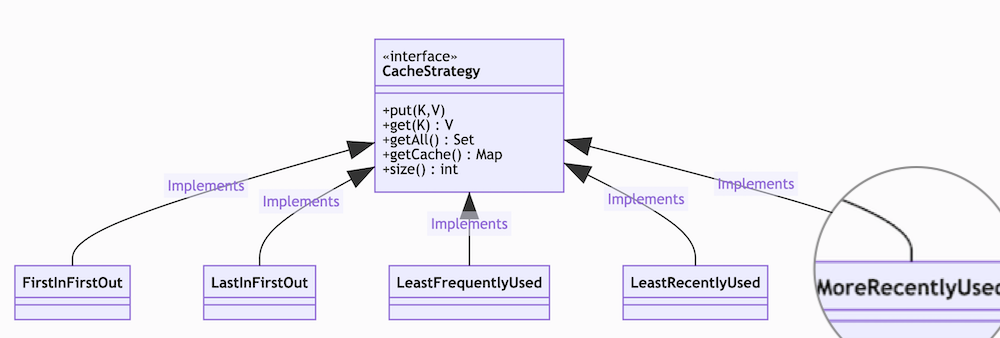 «interface»
CacheStrategy
+put(K,V)
+get(K) : V
+getAll() : Set
+getCache() : Map
+size() : int
Implements
Implements
Implements
Implements
Implements
FirstInFirstOut
LastInFirstOut
LeastFrequentlyUsed
LeastRecentlyUsed
MoreRecentlyUsed